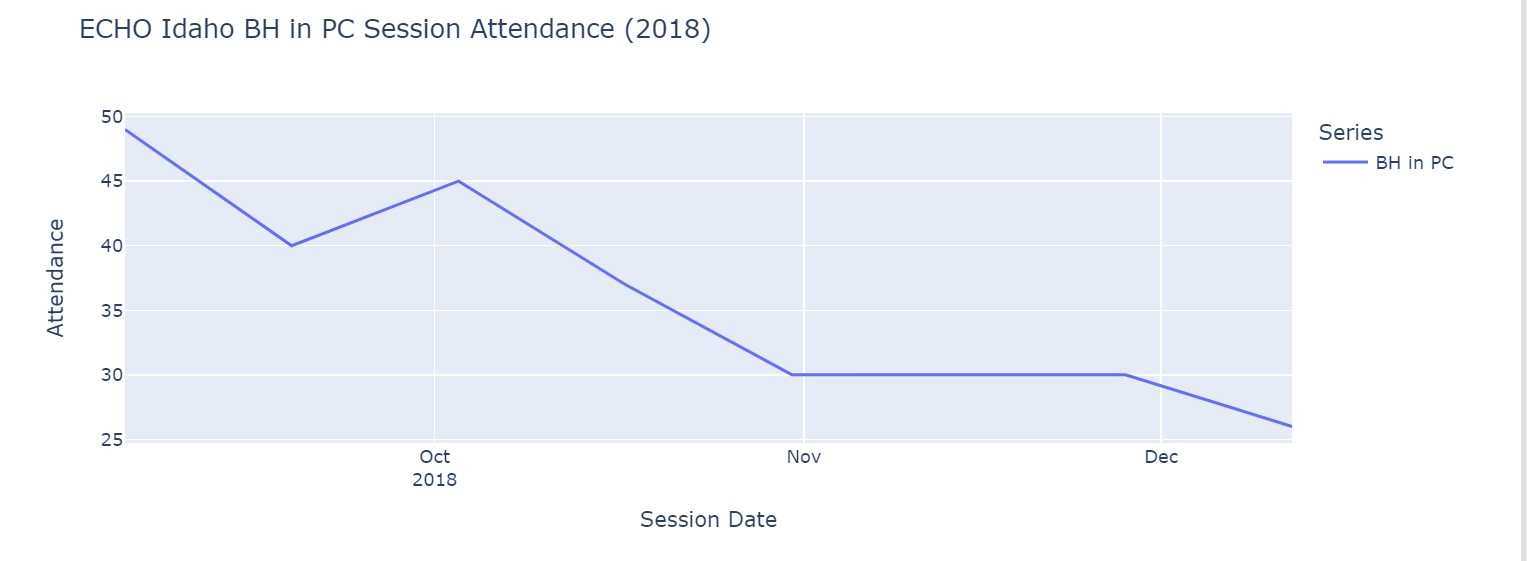 ECHO Idaho BH in PC Session Attendance (2018)
50
45
40
35
30
25
Attendance
Oct
2018
Nov
Dec
Session Date
Series
BH in PC